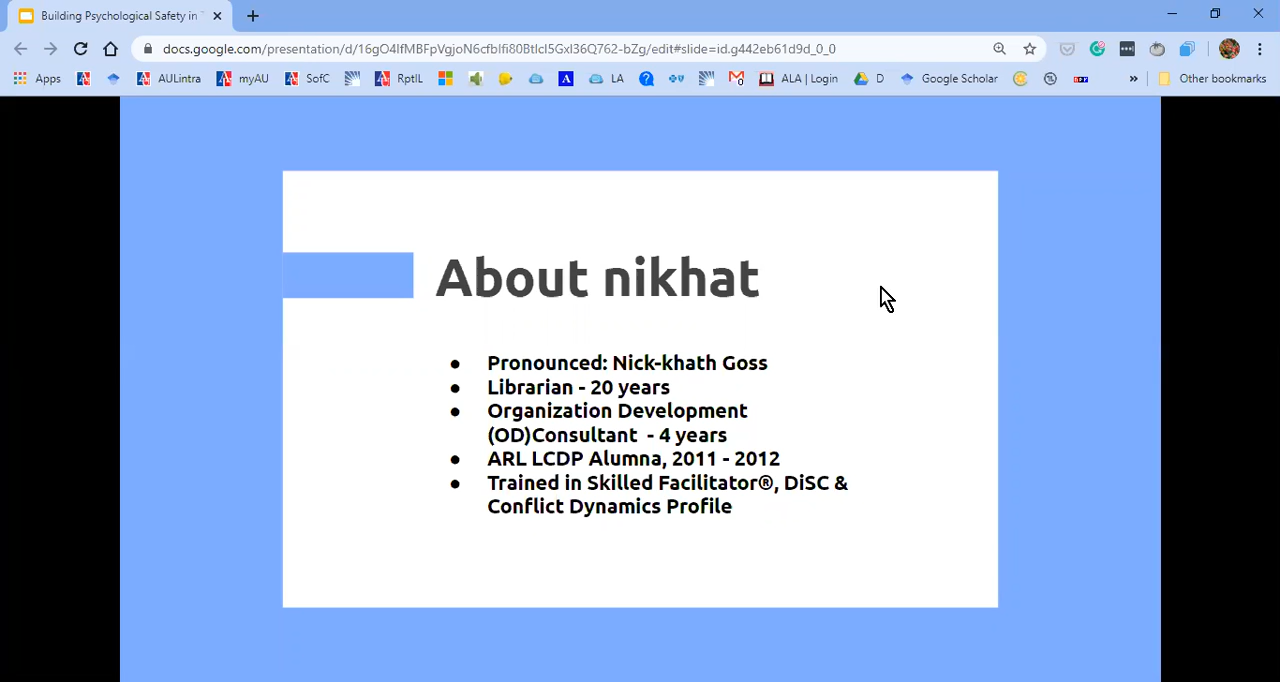 Building Psychological Safety in
docs.google.com/presentation/d/16gO4lfMBFpVgjoN6cfbIfi80BtIcI5GxI36Q762-bZg/edit#slide=id.g442eb61d9d_0_0
Apps AULintra myAU SofC RptIL A LA ALA | Login D Google Scholar » Other bookmarks
About nikhat
● Pronounced: Nick-khath Goss
● Librarian - 20 years
● Organization Development
(OD)Consultant - 4 years
● ARL LCDP Alumna, 2011 - 2012
● Trained in Skilled Facilitator®, DiSC &
Conflict Dynamics Profile